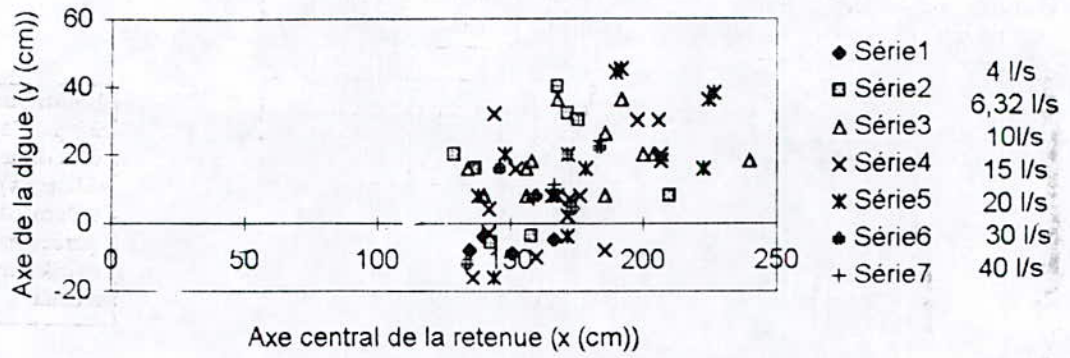 Axe de la digue (y (cm))
60
40
20
0
-20
0
50
100
150
200
250
Axe central de la retenue (x (cm))
Série1
Série2
Série3
Série4
Série5
Série6
Série7
4 l/s
6,32 l/s
10l/s
15 l/s
20 l/s
30 l/s
40 l/s